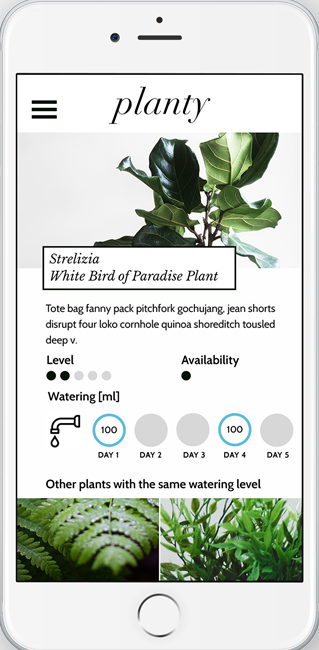 planty
Strelizia
White Bird of Paradise Plant
Tote bag fanny pack pitchfork gochujang, jean shorts
disrupt four loko cornhole quinoa shoreditch tousled
deep v.
Level Availability
Watering [ml]
100 100
DAY 1 DAY 2 DAY 3 DAY 4 DAY 5
Other plants with the same watering level